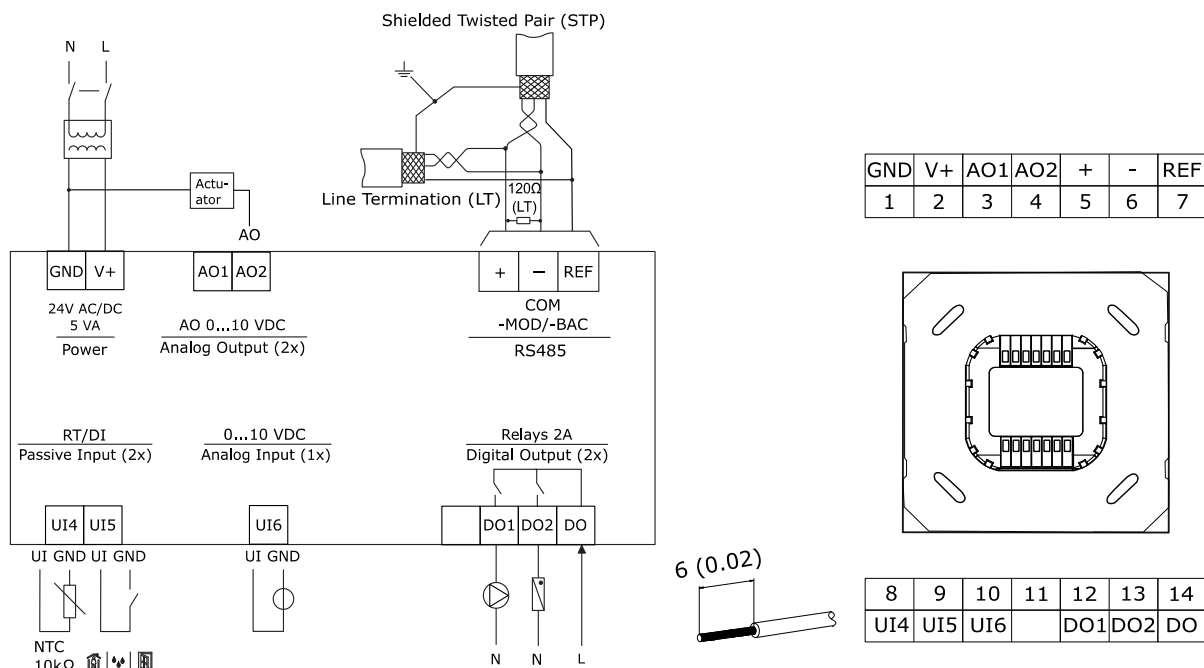 Shielded Twisted Pair (STP)
N L
Actu-
ator
AO
Line Termination (LT)
120Ω
(LT)
GND V+ AO1 AO2 + − REF
24V AC/DC
5 VA
Power
AO 0...10 VDC
Analog Output (2x)
COM
-MOD/-BAC
RS485
RT/DI
Passive Input (2x)
0...10 VDC
Analog Input (1x)
Relays 2A
Digital Output (2x)
UI4 UI5 UI6 DO1 DO2 DO
UI GND UI GND UI GND
NTC
10kΩ
N N L
6 (0.02)
GND V+ AO1 AO2 + - REF
1 2 3 4 5 6 7
8 9 10 11 12 13 14
UI4 UI5 UI6 DO1 DO2 DO